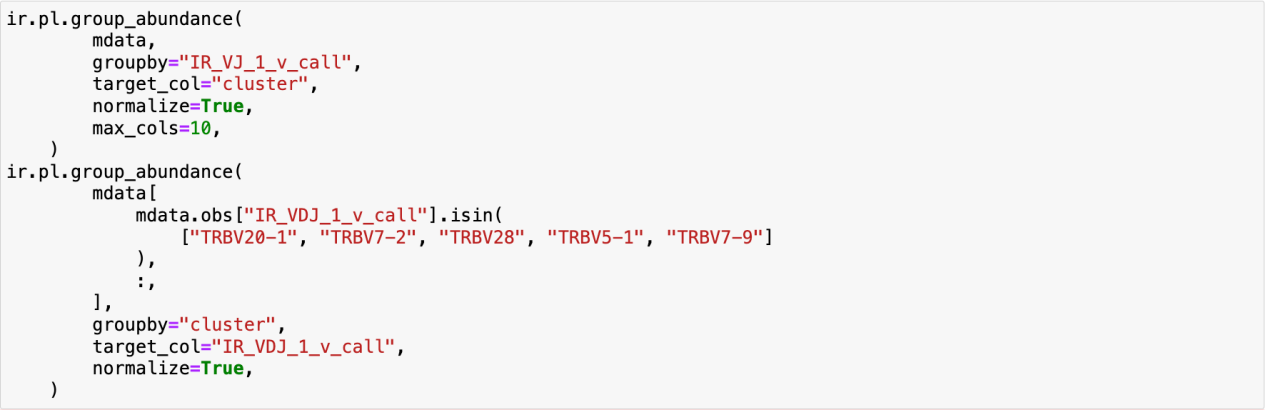 ir.pl.group_abundance(
        mdata,
        groupby="IR_VJ_1_v_call",
        target_col="cluster",
        normalize=True,
        max_cols=10,
    )
ir.pl.group_abundance(
        mdata[
            mdata.obs["IR_VDJ_1_v_call"].isin(
                ["TRBV20-1", "TRBV7-2", "TRBV28", "TRBV5-1", "TRBV7-9"]
            ),
            :,
        ],
        groupby="cluster",
        target_col="IR_VDJ_1_v_call",
        normalize=True,
    )